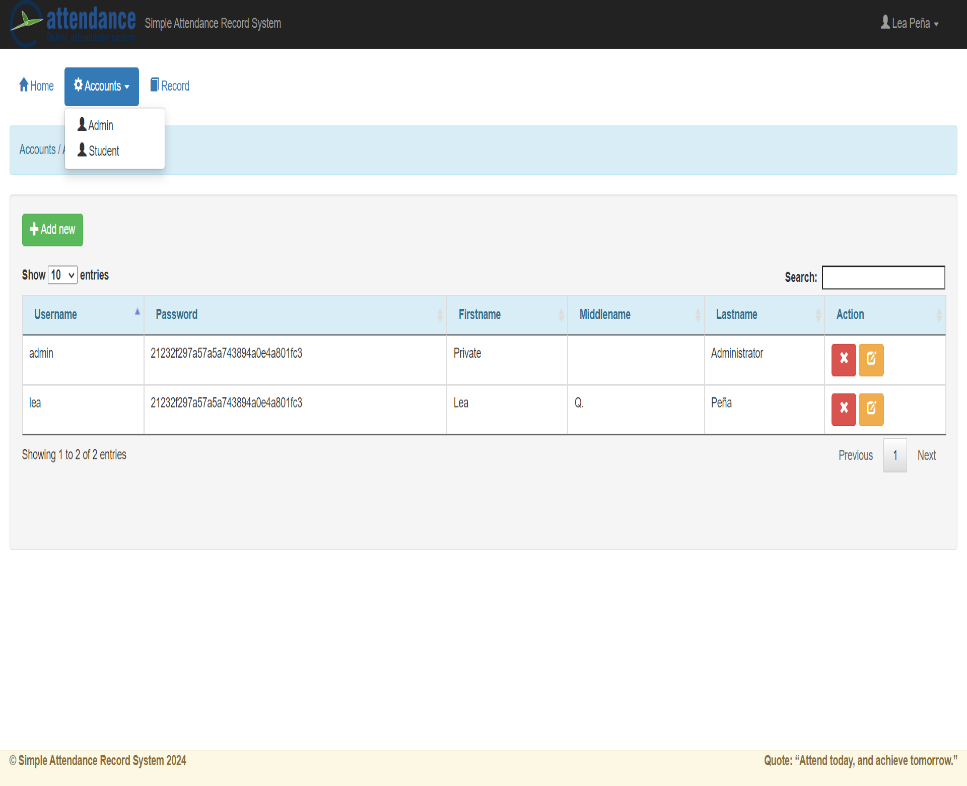 attendance Simple Attendance Record System Lea Peña
Home Accounts Record
Admin
Student
Accounts /
Add new
Show 10 entries Search:
Username Password Firstname Middlename Lastname Action
admin 21232f297a57a5a743894a0e4a801fc3 Private Administrator
lea 21232f297a57a5a743894a0e4a801fc3 Lea Q. Peña
Showing 1 to 2 of 2 entries Previous 1 Next
© Simple Attendance Record System 2024 Quote: “Attend today, and achieve tomorrow.”